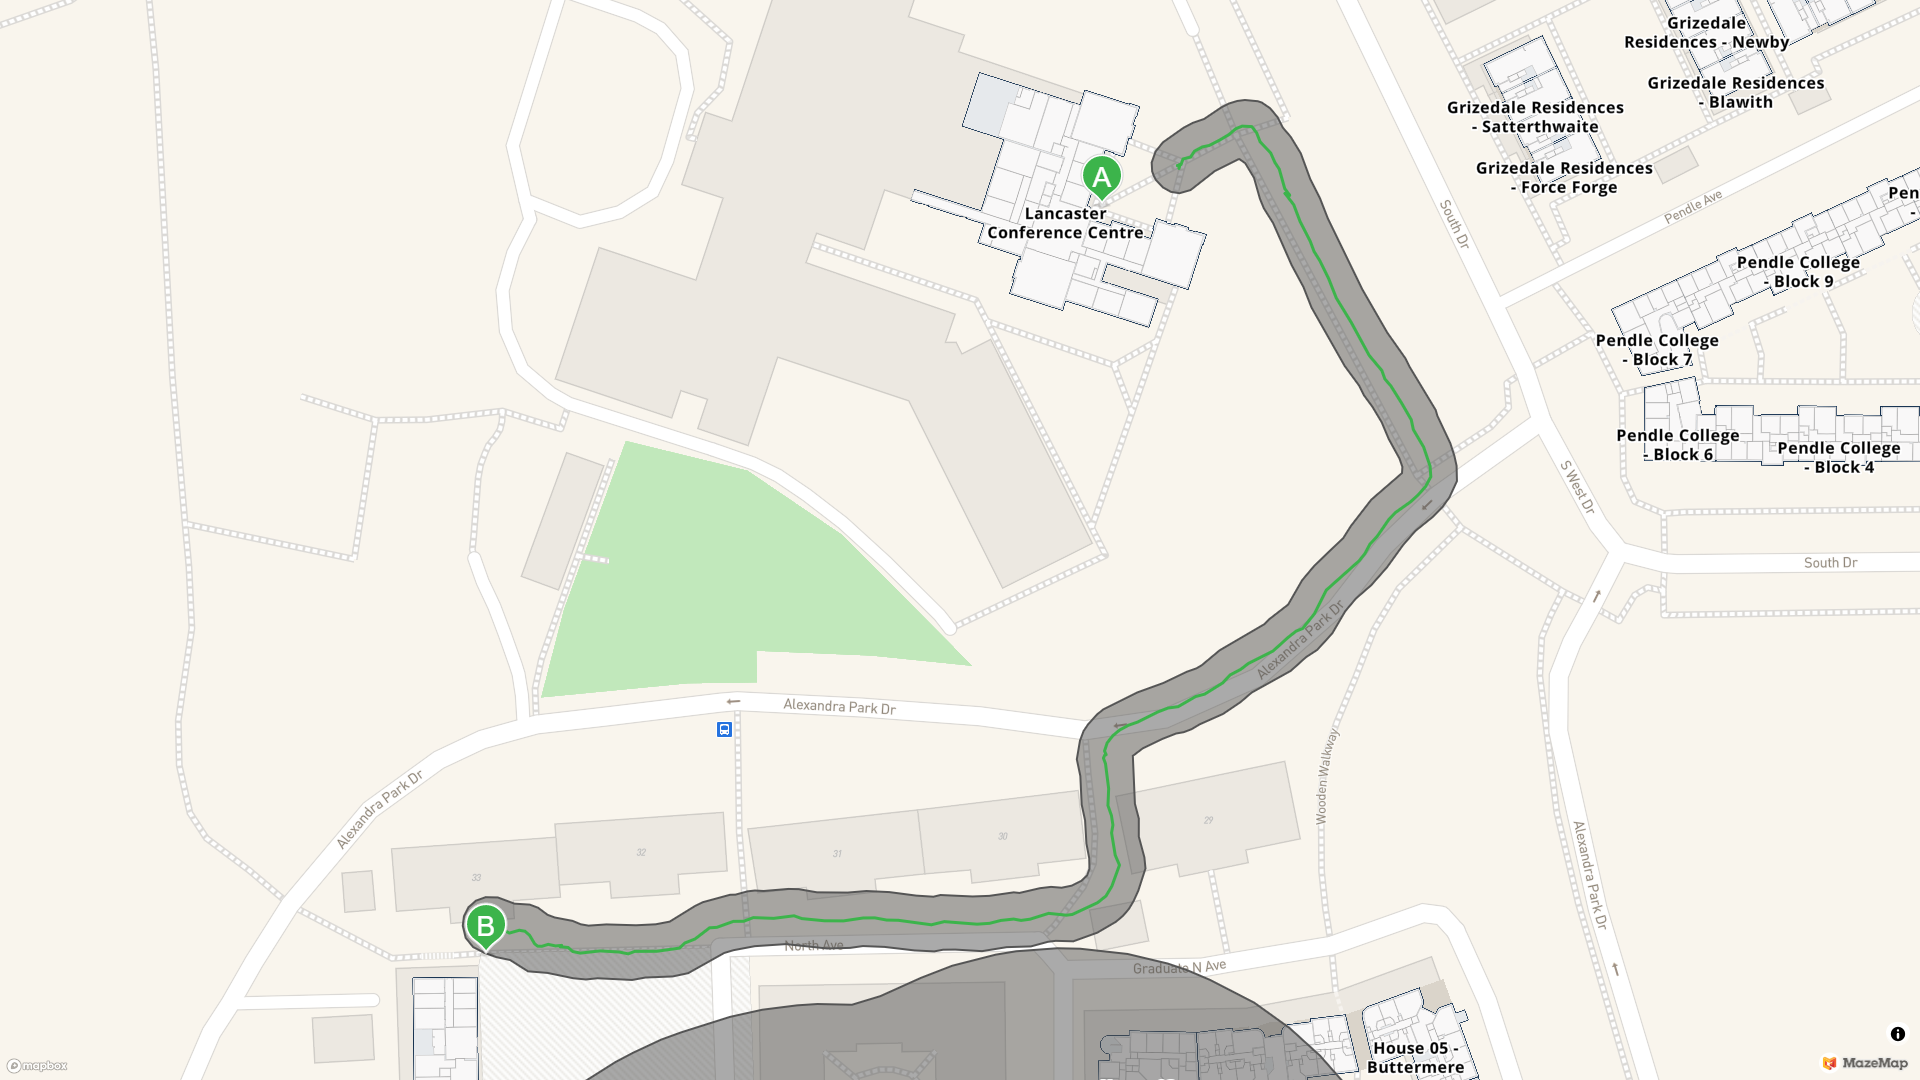 Grizedale
Residences - Newby
Grizedale Residences
- Blawith
Grizedale Residences
- Satterthwaite
Grizedale Residences
- Force Forge
A
Lancaster
Conference Centre
South Dr
Pendle Ave
Pen
-
Pendle College
- Block 9
Pendle College
- Block 7
Pendle College
- Block 6
Pendle College
- Block 4
S West Dr
South Dr
Alexandra Park Dr
Alexandra Park Dr
Alexandra Park Dr
Wooden Walkway
Alexandra Park Dr
29
30
31
32
33
B
North Ave
Graduate N Ave
House 05 -
Buttermere
mapbox
MazeMap